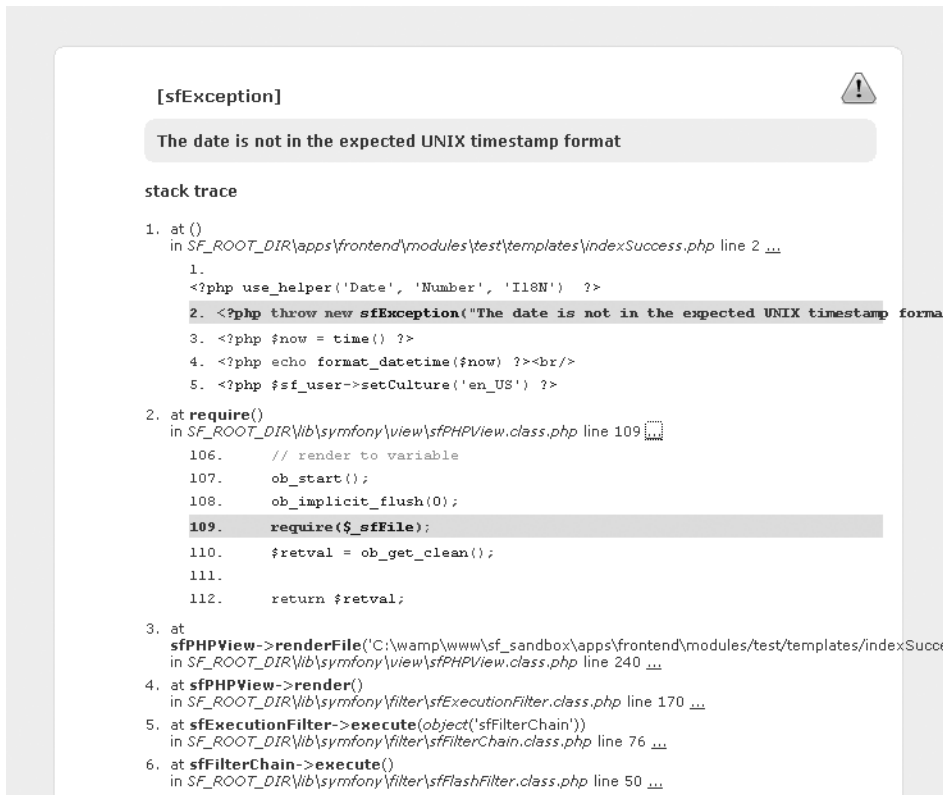 [sfException]
The date is not in the expected UNIX timestamp format
stack trace
1. at ()
in SF_ROOT_DIR\apps\frontend\modules\test\templates\indexSuccess.php line 2 ...
1.
<?php use_helper('Date', 'Number', 'I18N')  ?>
2. <?php throw new sfException("The date is not in the expected UNIX timestamp forma
3. <?php $now = time() ?>
4. <?php echo format_datetime($now) ?><br/>
5. <?php $sf_user->setCulture('en_US') ?>
2. at require()
in SF_ROOT_DIR\lib\symfony\view\sfPHPView.class.php line 109 ...
106. // render to variable
107. ob_start();
108. ob_implicit_flush(0);
109. require($_sfFile);
110. $retval = ob_get_clean();
111.
112. return $retval;
3. at
sfPHPView->renderFile('C:\wamp\www\sf_sandbox\apps\frontend\modules/test/templates/indexSucce
in SF_ROOT_DIR\lib\symfony\view\sfPHPView.class.php line 240 ...
4. at sfPHPView->render()
in SF_ROOT_DIR\lib\symfony\filter\sfExecutionFilter.class.php line 170 ...
5. at sfExecutionFilter->execute(object('sfFilterChain'))
in SF_ROOT_DIR\lib\symfony\filter\sfFilterChain.class.php line 76 ...
6. at sfFilterChain->execute()
in SF_ROOT_DIR\lib\symfony\filter\sfFlashFilter.class.php line 50 ...